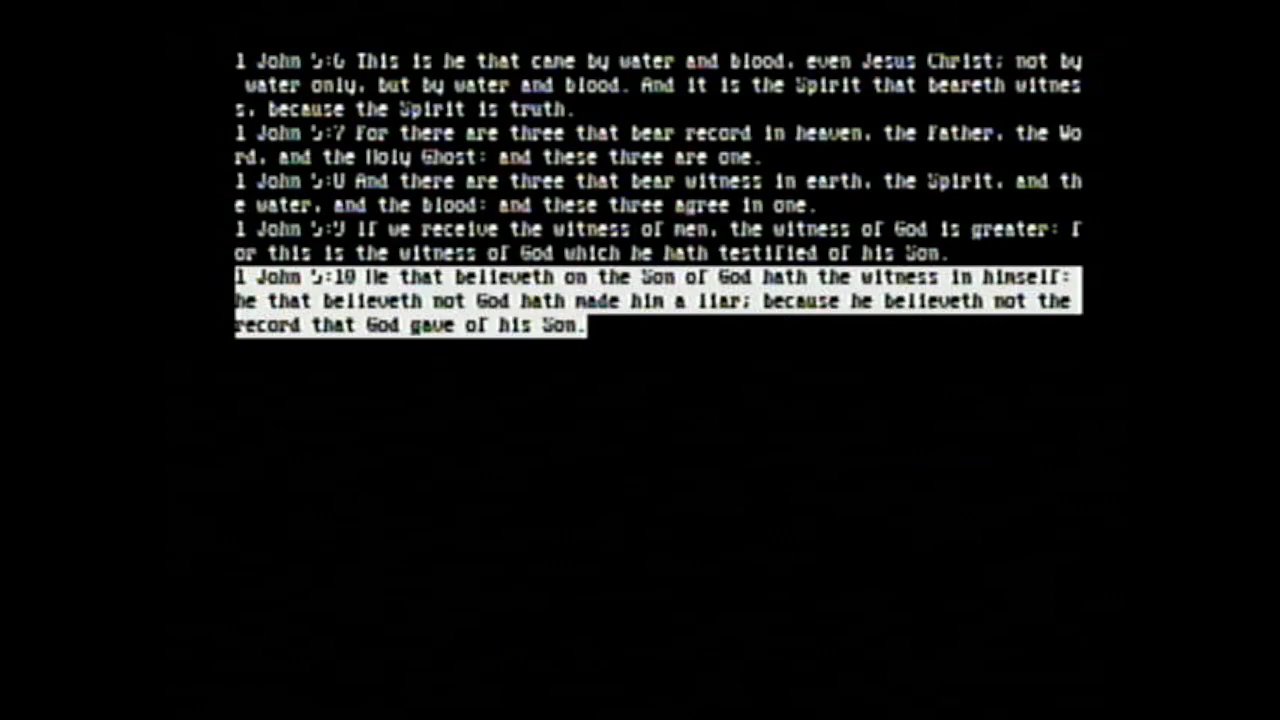 1 John 5:6 This is he that came by water and blood, even Jesus Christ; not by
water only, but by water and blood. And it is the Spirit that beareth witnes
s, because the Spirit is truth.
1 John 5:7 For there are three that bear record in heaven, the Father, the Wo
rd, and the Holy Ghost: and these three are one.
1 John 5:8 And there are three that bear witness in earth, the Spirit, and th
e water, and the blood: and these three agree in one.
1 John 5:9 If we receive the witness of men, the witness of God is greater: f
or this is the witness of God which he hath testified of his Son.
1 John 5:10 He that believeth on the Son of God hath the witness in himself:
he that believeth not God hath made him a liar; because he believeth not the
record that God gave of his Son.